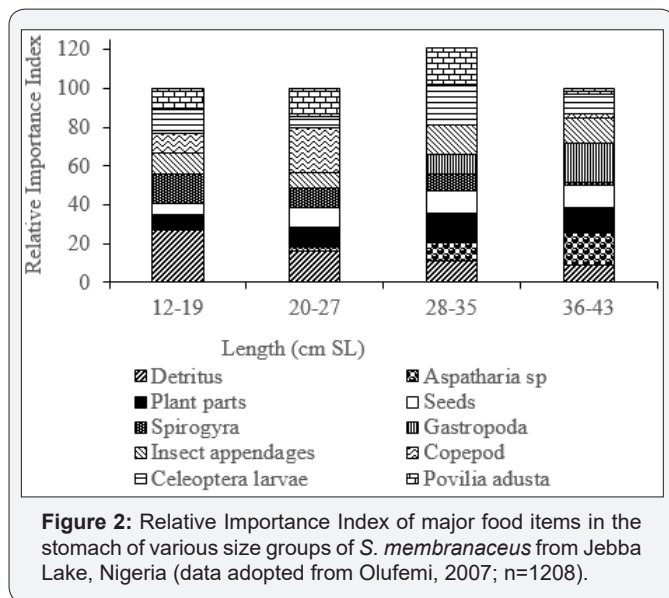 Relative Importance Index
120
100
80
60
40
20
0
12-19 20-27 28-35 36-43
Length (cm SL)
Detritus Aspatharia sp
Plant parts Seeds
Spirogyra Gastropoda
Insect appendages Copepod
Celeoptera larvae Povilia adusta
Figure 2: Relative Importance Index of major food items in the
stomach of various size groups of S. membranaceus from Jebba
Lake, Nigeria (data adopted from Olufemi, 2007; n=1208).